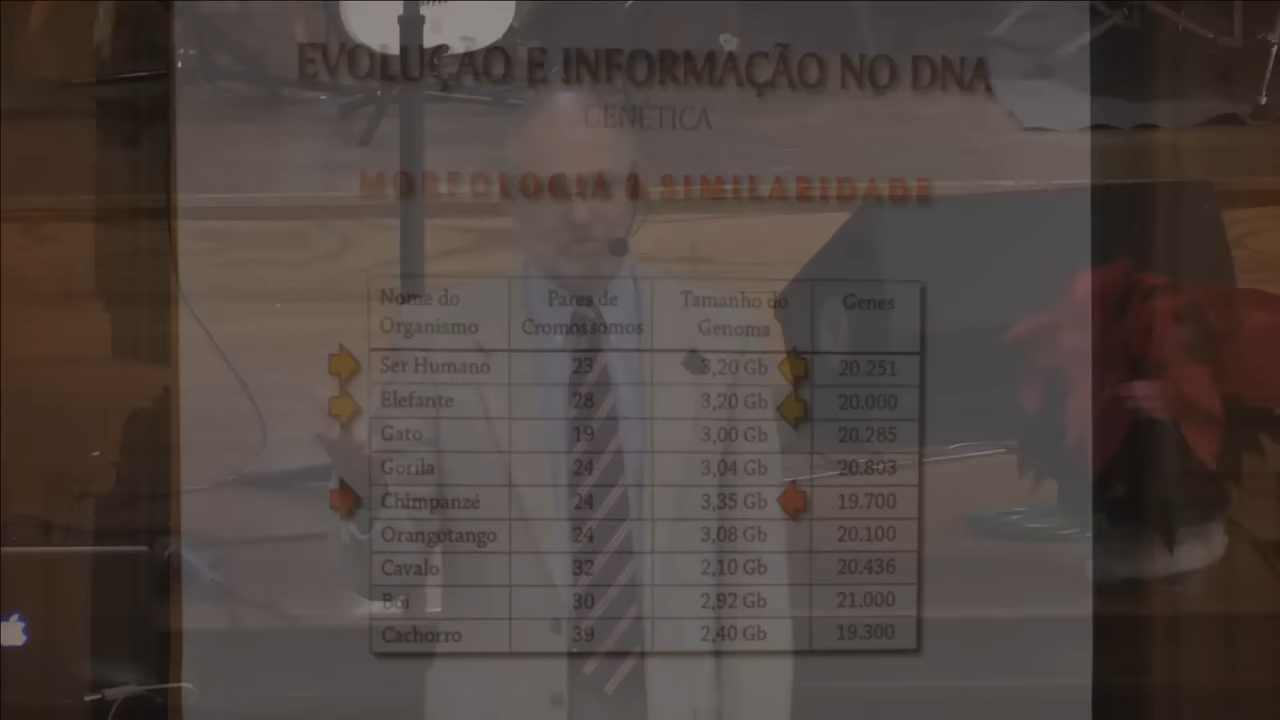 EVOLUÇÃO E INFORMAÇÃO NO DNA
GENÉTICA
MORFOLOGIA & SIMILARIDADE
Nome do Organismo Pares de Cromossomos Tamanho do Genoma Genes
Ser Humano 23 3,20 Gb 20.251
Elefante 28 3,20 Gb 20.000
Gato 19 3,00 Gb 20.285
Gorila 24 3,04 Gb 20.803
Chimpanzé 24 3,35 Gb 19.700
Orangotango 24 3,08 Gb 20.100
Cavalo 32 2,10 Gb 20.436
Boi 30 2,92 Gb 21.000
Cachorro 39 2,40 Gb 19.300